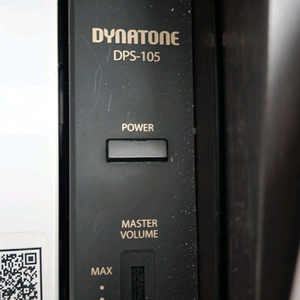 DYNATONE
DPS-105
POWER
MASTER
VOLUME
MAX